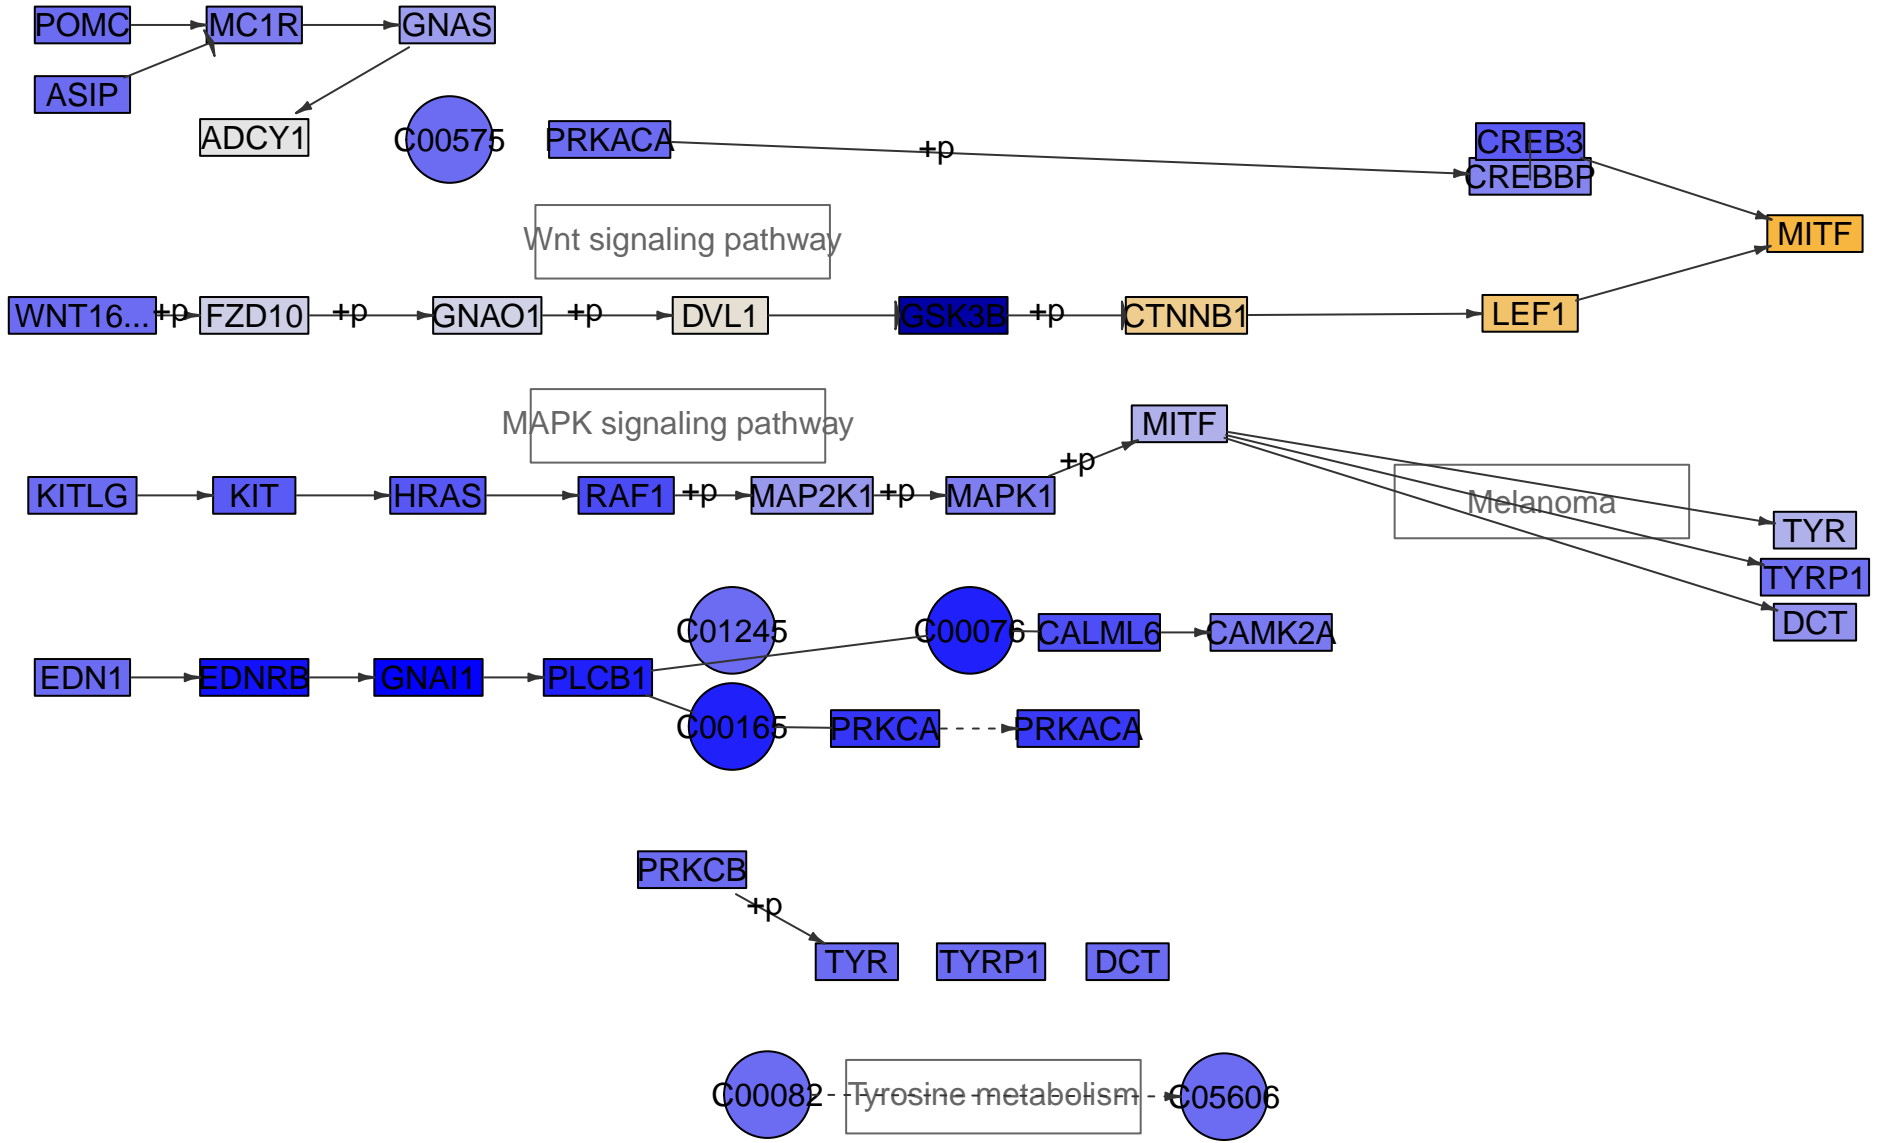 POMC
MC1R
GNAS
ASIP
ADCY1
C00575
PRKACA
+p
CREB3
CREBBP
MITF
Wnt signaling pathway
WNT16...
+p
FZD10
+p
GNAO1
+p
DVL1
GSK3B
+p
CTNNB1
LEF1
MAPK signaling pathway
MITF
+p
KITLG
KIT
HRAS
RAF1
+p
MAP2K1
+p
MAPK1
Melanoma
TYR
TYRP1
DCT
C01245
C00076
CALML6
CAMK2A
EDN1
EDNRB
GNAI1
PLCB1
C00165
PRKCA
PRKACA
PRKCB
+p
TYR
TYRP1
DCT
C00082
Tyrosine metabolism
C05606